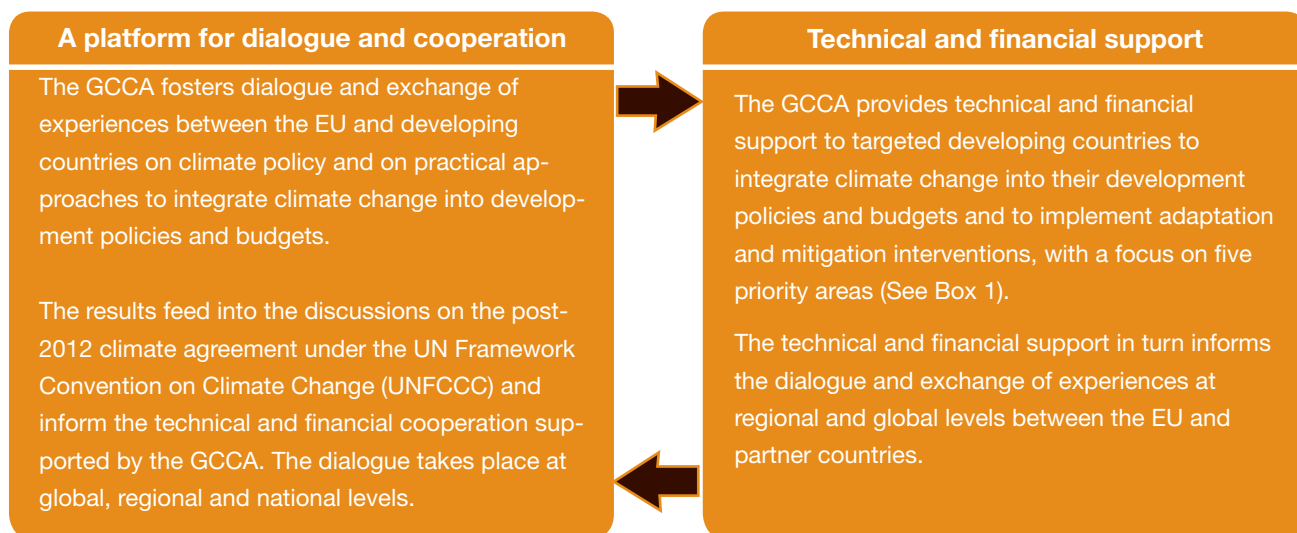 A platform for dialogue and cooperation
The GCCA fosters dialogue and exchange of
experiences between the EU and developing
countries on climate policy and on practical ap-
proaches to integrate climate change into develop-
ment policies and budgets.
The results feed into the discussions on the post-
2012 climate agreement under the UN Framework
Convention on Climate Change (UNFCCC) and
inform the technical and financial cooperation sup-
ported by the GCCA. The dialogue takes place at
global, regional and national levels.
Technical and financial support
The GCCA provides technical and financial
support to targeted developing countries to
integrate climate change into their development
policies and budgets and to implement adaptation
and mitigation interventions, with a focus on five
priority areas (See Box 1).
The technical and financial support in turn informs
the dialogue and exchange of experiences at
regional and global levels between the EU and
partner countries.